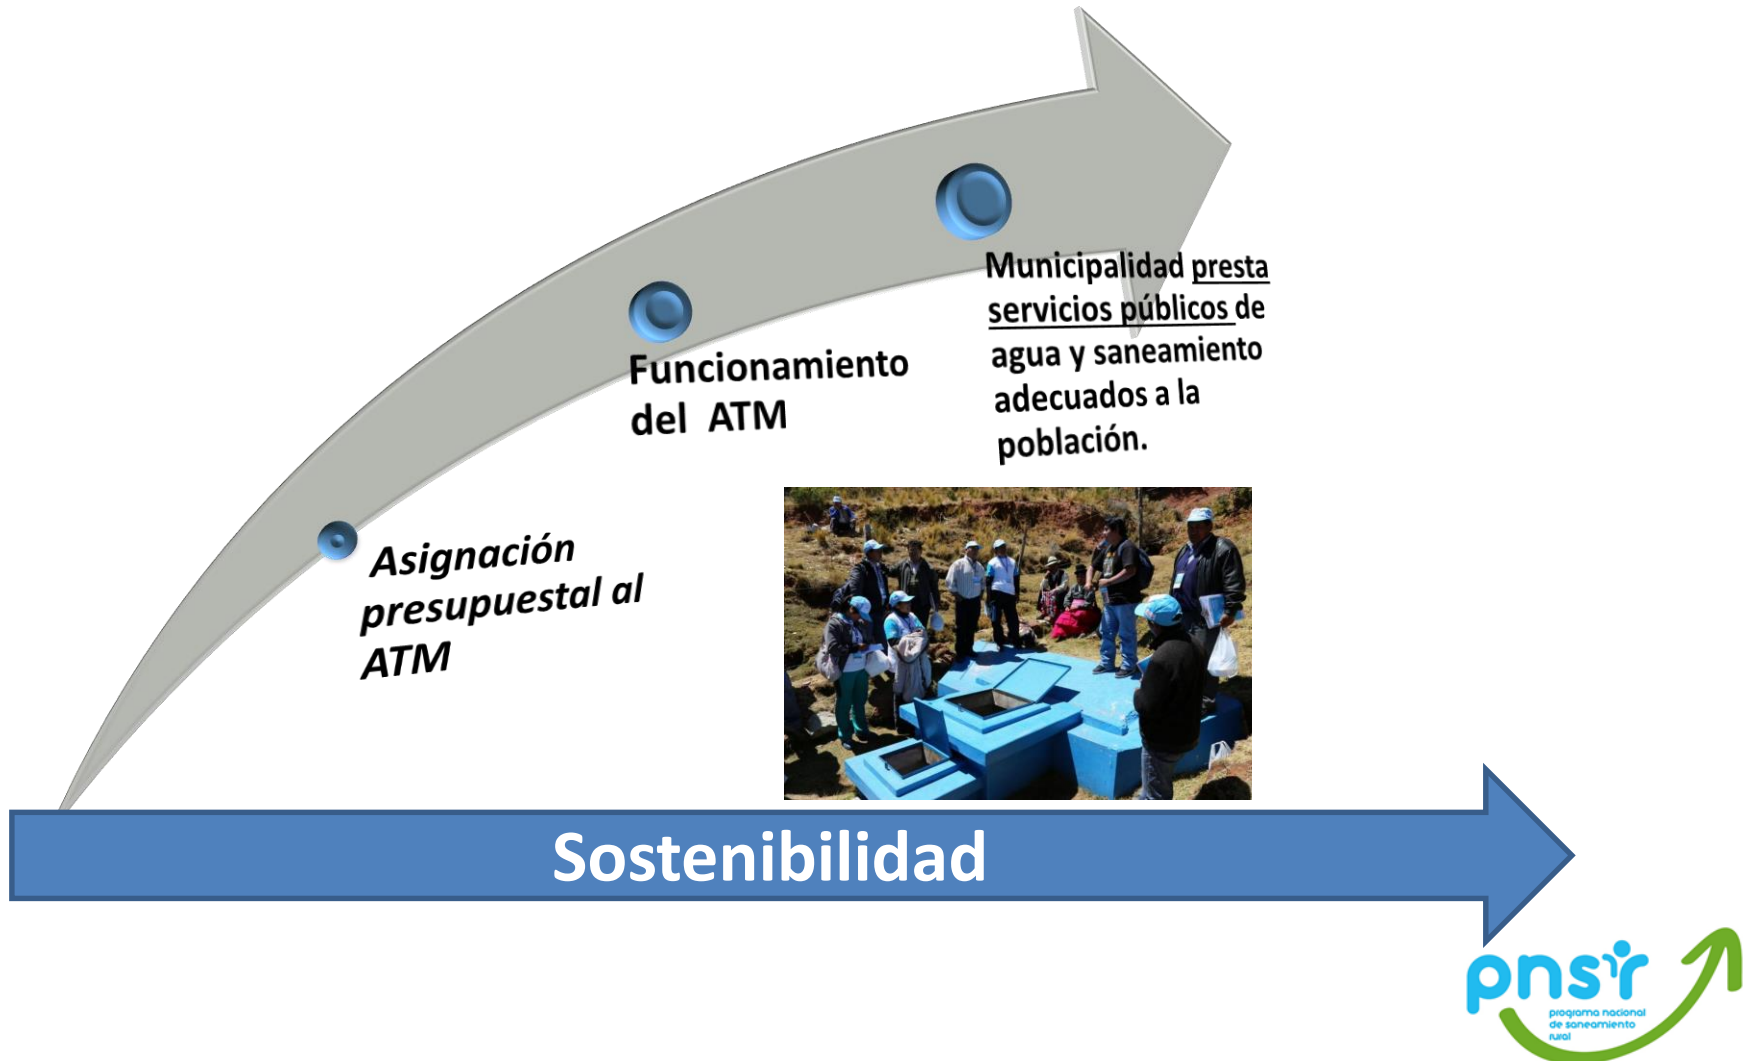 Municipalidad presta
servicios públicos de
agua y saneamiento
adecuados a la
población.
Funcionamiento
del ATM
Asignación
presupuestal al
ATM
Sostenibilidad
pnsr
programa nacional
de saneamiento
rural